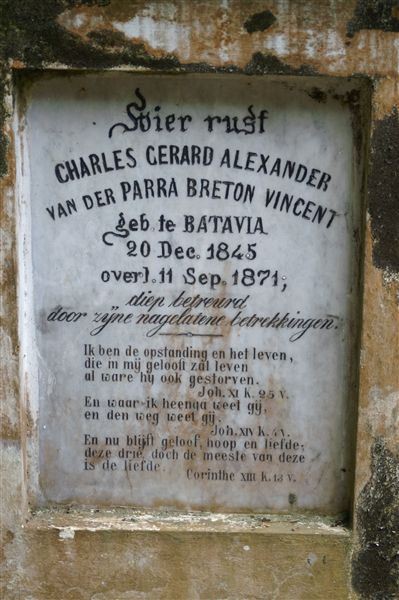 Hier rust
CHARLES GERARD ALEXANDER
VAN DER PARRA BRETON VINCENT
geb. te BATAVIA
20 Dec. 1845
overl. 11 Sep. 1871;
diep betreurd
door zijne nagelatene betrekkingen.
Ik ben de opstanding en het leven,
die in mij gelooft zal leven
al ware hij ook gestorven.
Joh. XI K. 25 V.
En waar ik heenga weet gij,
en den weg weet gij.
Joh. XIV K. 4 V.
En nu blijft geloof, hoop en liefde;
deze drie, doch de meeste van deze
is de liefde.
Corinthe XIII K. 13 V.